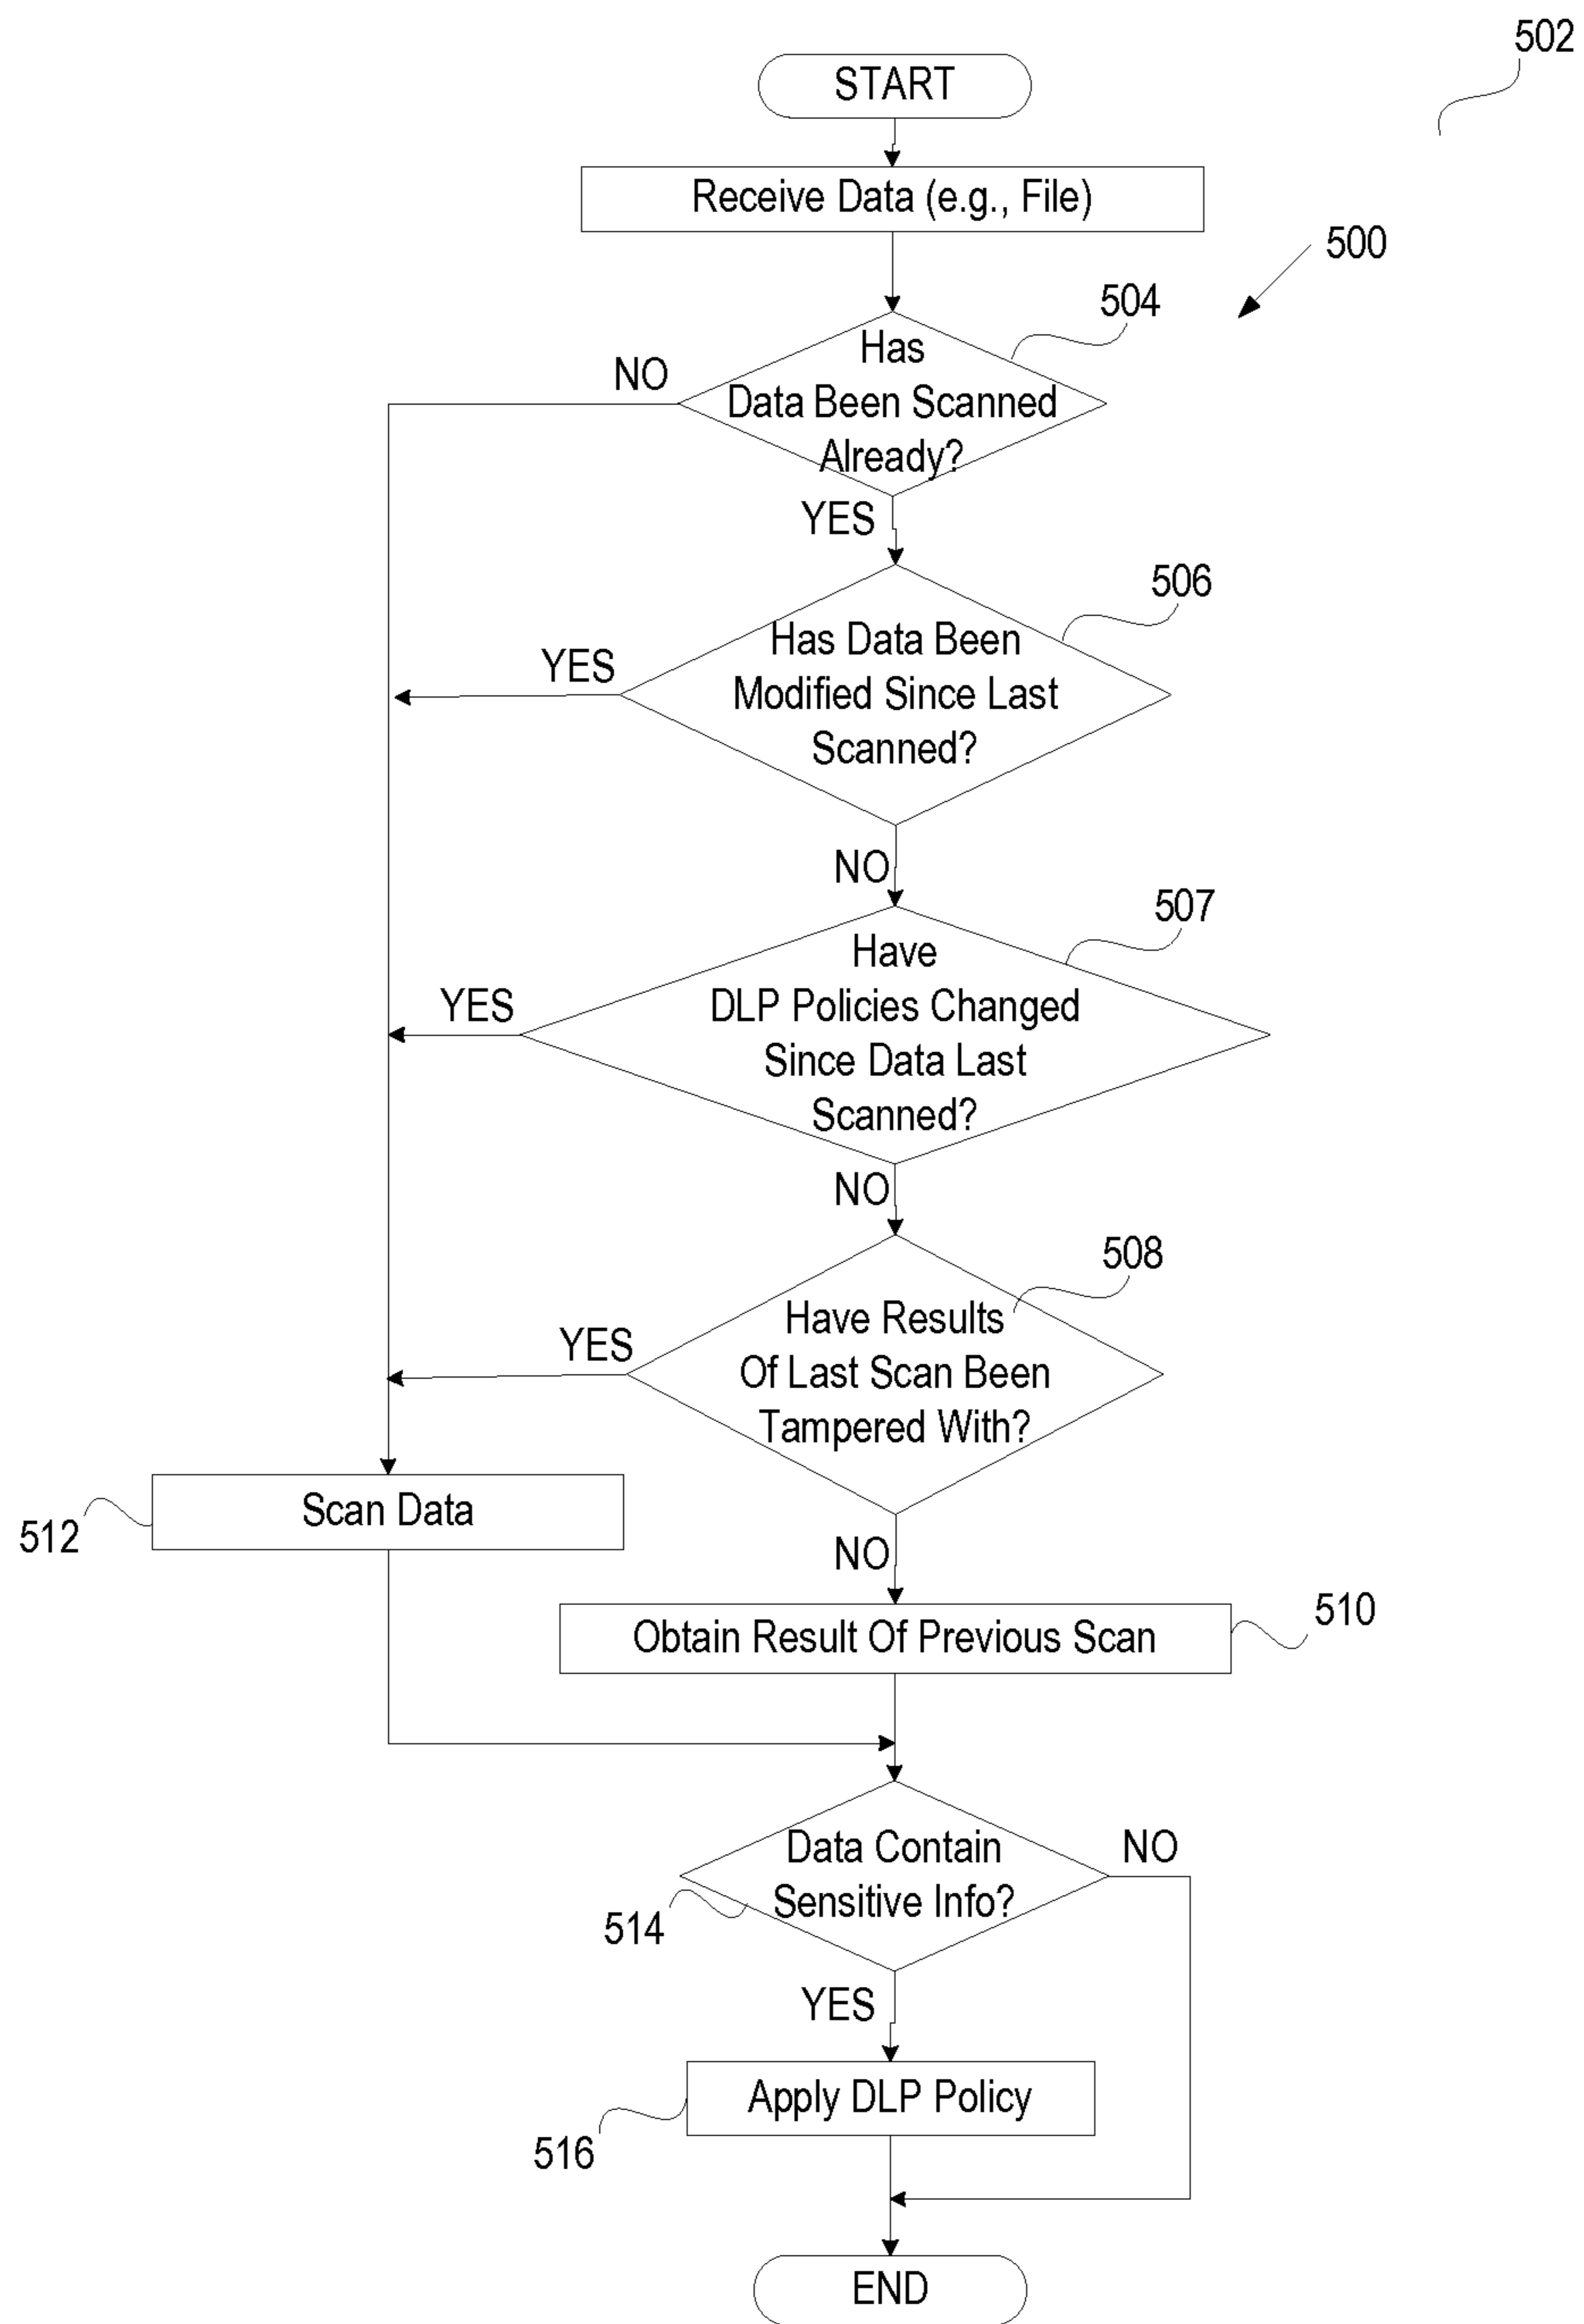 502
START
Receive Data (e.g., File)
500
504
Has
Data Been Scanned
Already?
NO
YES
506
Has Data Been
Modified Since Last
Scanned?
YES
NO
507
Have
DLP Policies Changed
Since Data Last
Scanned?
YES
NO
508
Have Results
Of Last Scan Been
Tampered With?
YES
Scan Data
512
NO
Obtain Result Of Previous Scan
510
Data Contain
Sensitive Info?
NO
514
YES
Apply DLP Policy
516
END